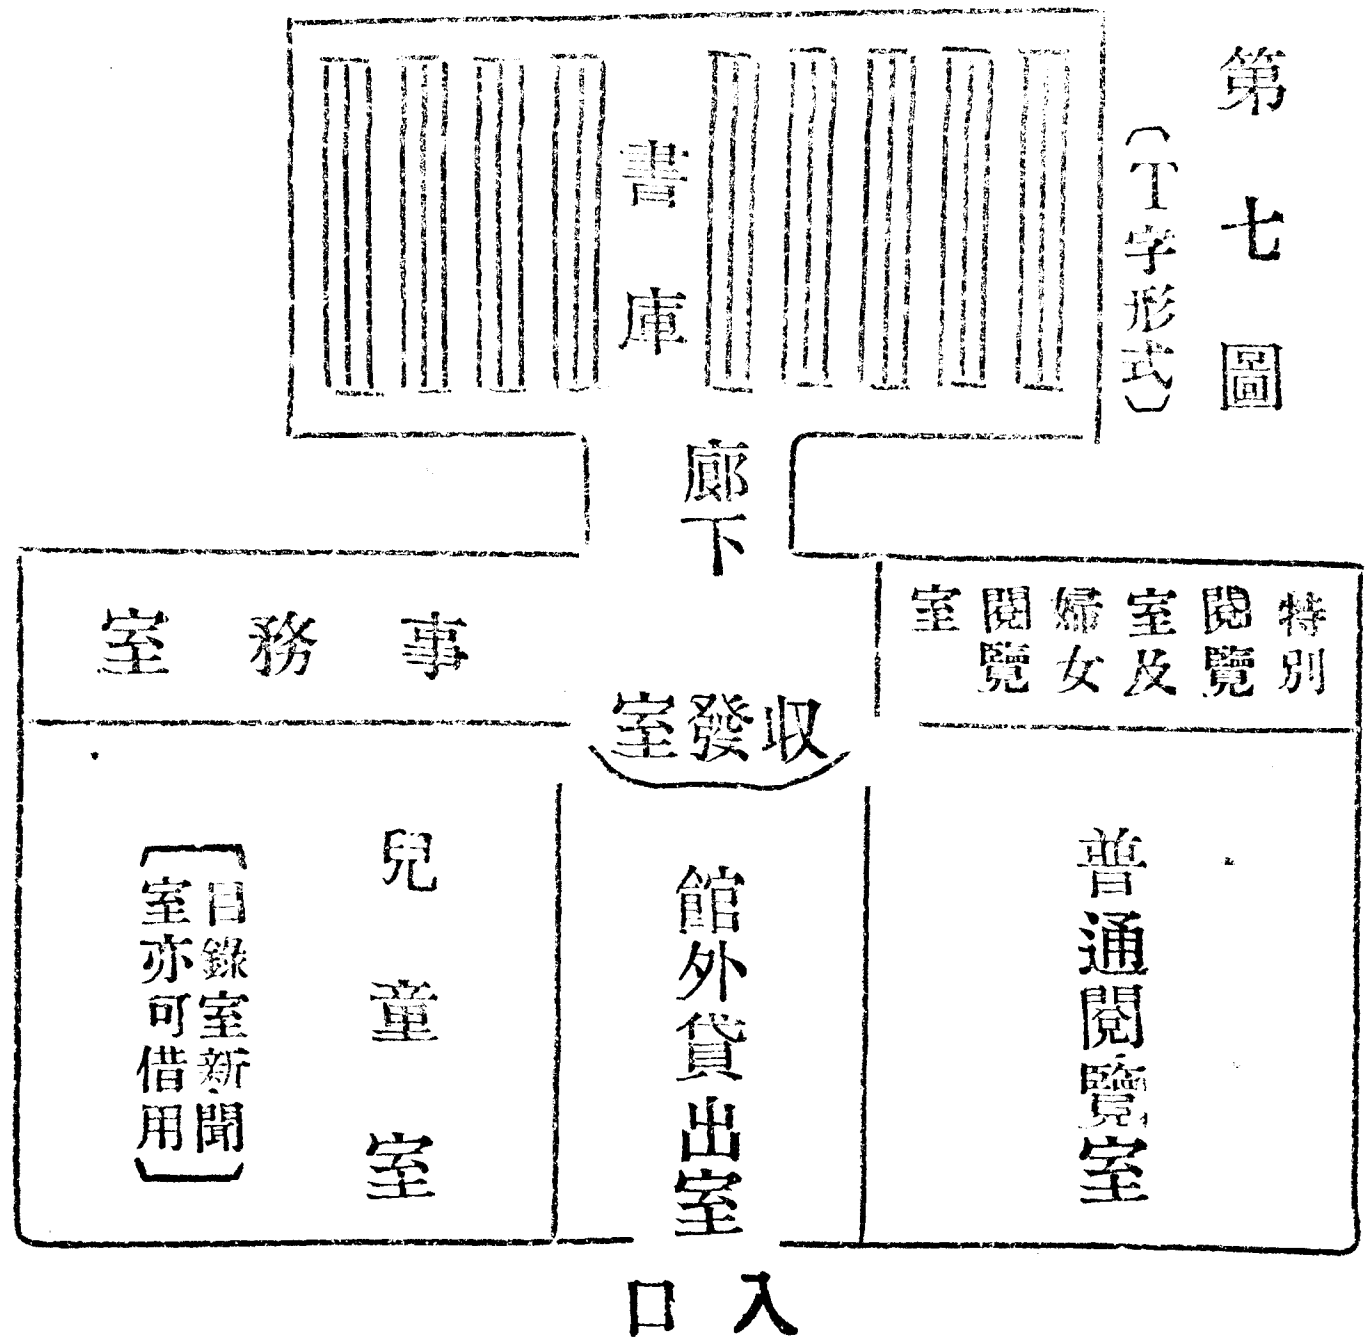 第七圖
〔T字形式〕
書庫
廊下
特別
閱覽
室及
婦女
閱覽
室
事務室
収發室
普通閱覽室
館外貸出室
兒童室
〔目錄室新聞
室亦可借用〕
入口